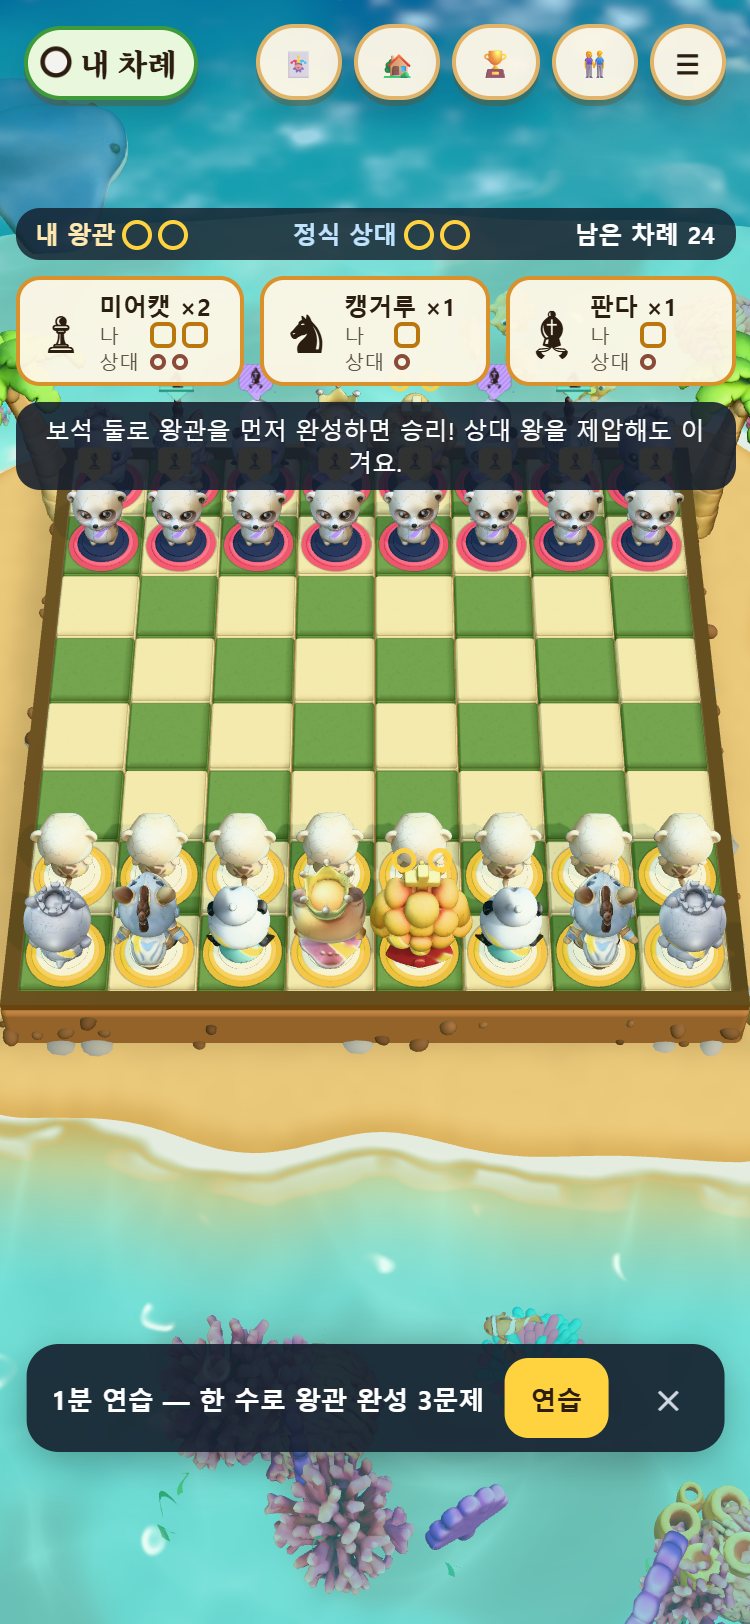 내 차례
내 왕관
정식 상대
남은 차례 24
미어캣 ×2
나
상대
캥거루 ×1
나
상대
판다 ×1
나
상대
보석 둘로 왕관을 먼저 완성하면 승리! 상대 왕을 제압해도 이
겨요.
1분 연습 — 한 수로 왕관 완성 3문제
연습